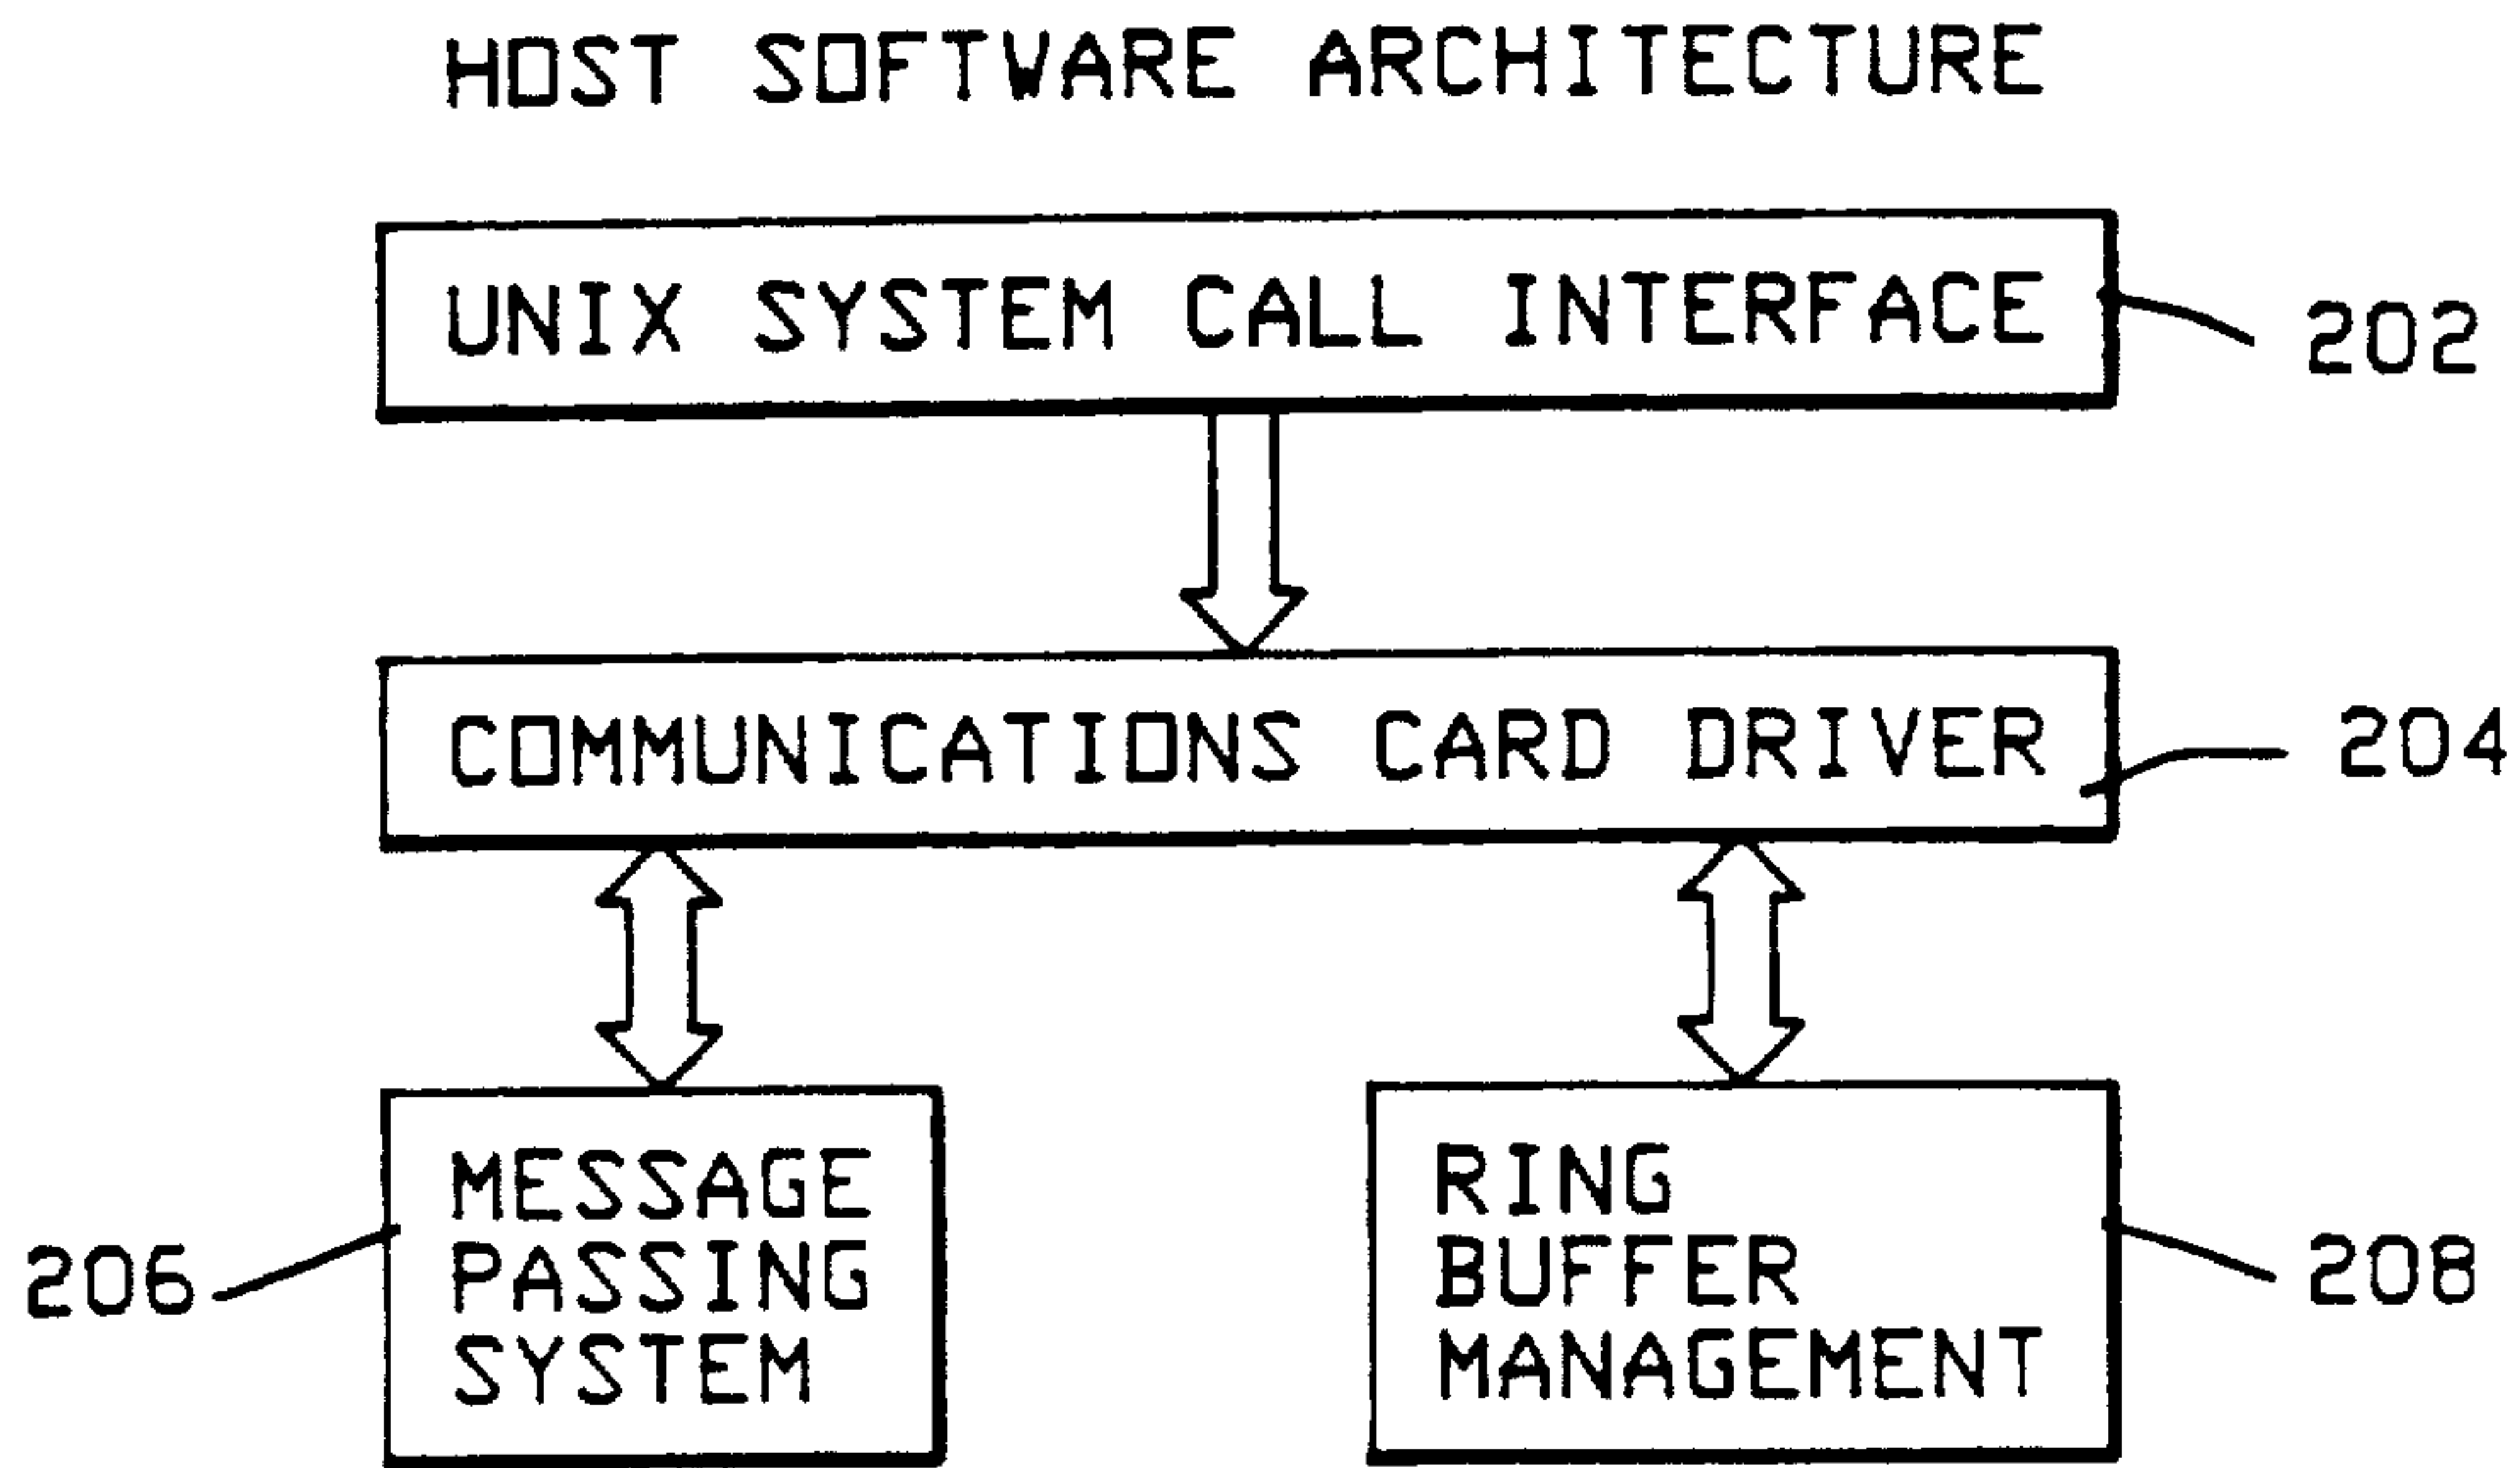 HOST SOFTWARE ARCHITECTURE
UNIX SYSTEM CALL INTERFACE
202
COMMUNICATIONS CARD DRIVER
204
206
MESSAGE
PASSING
SYSTEM
RING
BUFFER
MANAGEMENT
208